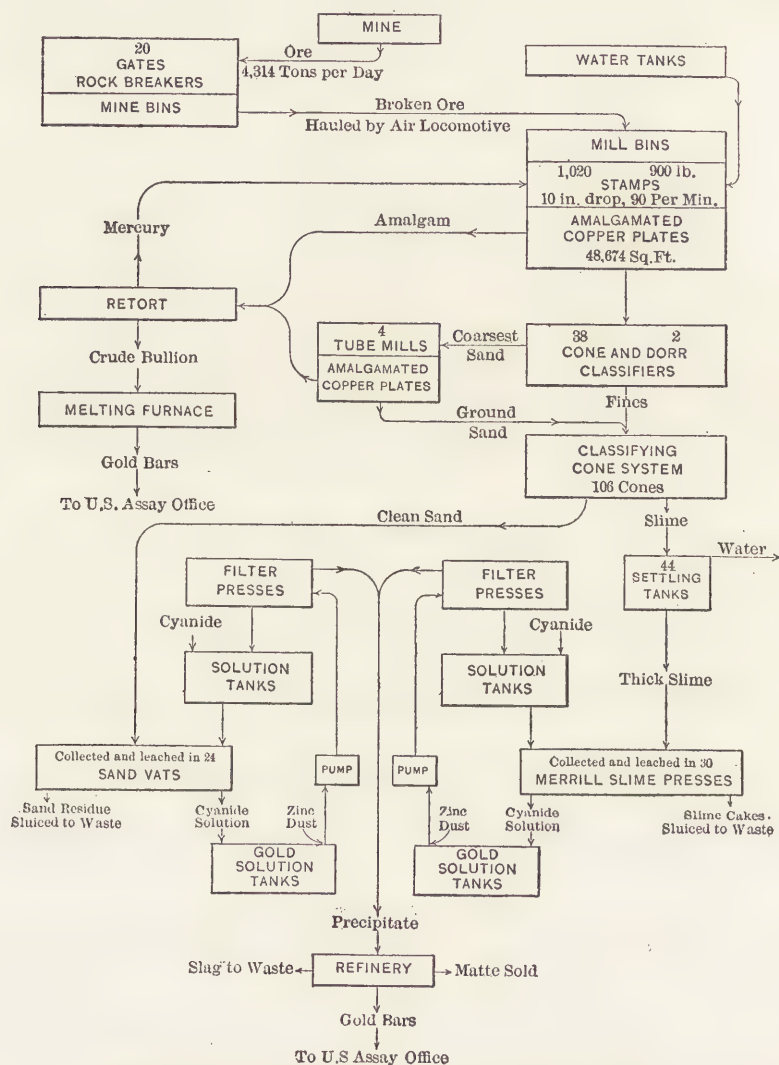 MINE
20
GATES
ROCK BREAKERS
MINE BINS
Ore
4,314 Tons per Day
WATER TANKS
Broken Ore
Hauled by Air Locomotive
MILL BINS
1,020 900 lb.
STAMPS
10 in. drop, 90 Per Min.
AMALGAMATED
COPPER PLATES
48,674 Sq.Ft.
Mercury
Amalgam
RETORT
4
TUBE MILLS
AMALGAMATED
COPPER PLATES
Coarsest
Sand
38 2
CONE AND DORR
CLASSIFIERS
Crude Bullion
MELTING FURNACE
Ground
Sand
Fines
CLASSIFYING
CONE SYSTEM
106 Cones
Gold Bars
To U.S. Assay Office
Clean Sand
Slime
Water
44
SETTLING
TANKS
FILTER
PRESSES
FILTER
PRESSES
Cyanide
Cyanide
SOLUTION
TANKS
SOLUTION
TANKS
Thick Slime
Collected and leached in 24
SAND VATS
PUMP
PUMP
Collected and leached in 30
MERRILL SLIME PRESSES
Sand Residue
Sluiced to Waste
Cyanide
Solution
Zinc
Dust
Zinc
Dust
Cyanide
Solution
Slime Cakes
Sluiced to Waste
GOLD
SOLUTION
TANKS
GOLD
SOLUTION
TANKS
Precipitate
Slag to Waste
REFINERY
Matte Sold
Gold Bars
To U.S Assay Office